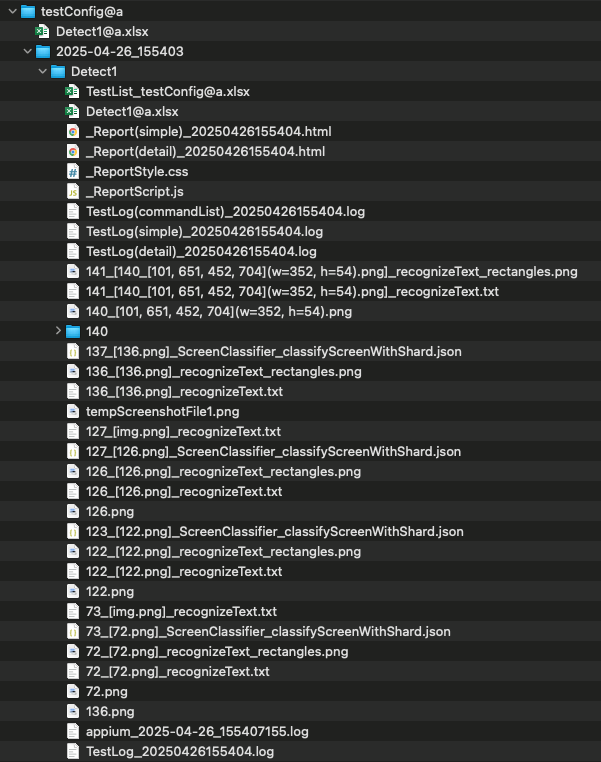 testConfig@a
Detect1@a.xlsx
2025-04-26_155403
Detect1
TestList_testConfig@a.xlsx
Detect1@a.xlsx
_Report(simple)_20250426155404.html
_Report(detail)_20250426155404.html
_ReportStyle.css
_ReportScript.js
TestLog(commandList)_20250426155404.log
TestLog(simple)_20250426155404.log
TestLog(detail)_20250426155404.log
141_[140_[101, 651, 452, 704](w=352, h=54).png]_recognizeText_rectangles.png
141_[140_[101, 651, 452, 704](w=352, h=54).png]_recognizeText.txt
140_[101, 651, 452, 704](w=352, h=54).png
140
137_[136.png]_ScreenClassifier_classifyScreenWithShard.json
136_[136.png]_recognizeText_rectangles.png
136_[136.png]_recognizeText.txt
tempScreenshotFile1.png
127_[img.png]_recognizeText.txt
127_[126.png]_ScreenClassifier_classifyScreenWithShard.json
126_[126.png]_recognizeText_rectangles.png
126_[126.png]_recognizeText.txt
126.png
123_[122.png]_ScreenClassifier_classifyScreenWithShard.json
122_[122.png]_recognizeText_rectangles.png
122_[122.png]_recognizeText.txt
122.png
73_[img.png]_recognizeText.txt
73_[72.png]_ScreenClassifier_classifyScreenWithShard.json
72_[72.png]_recognizeText_rectangles.png
72_[72.png]_recognizeText.txt
72.png
136.png
appium_2025-04-26_155407155.log
TestLog_20250426155404.log